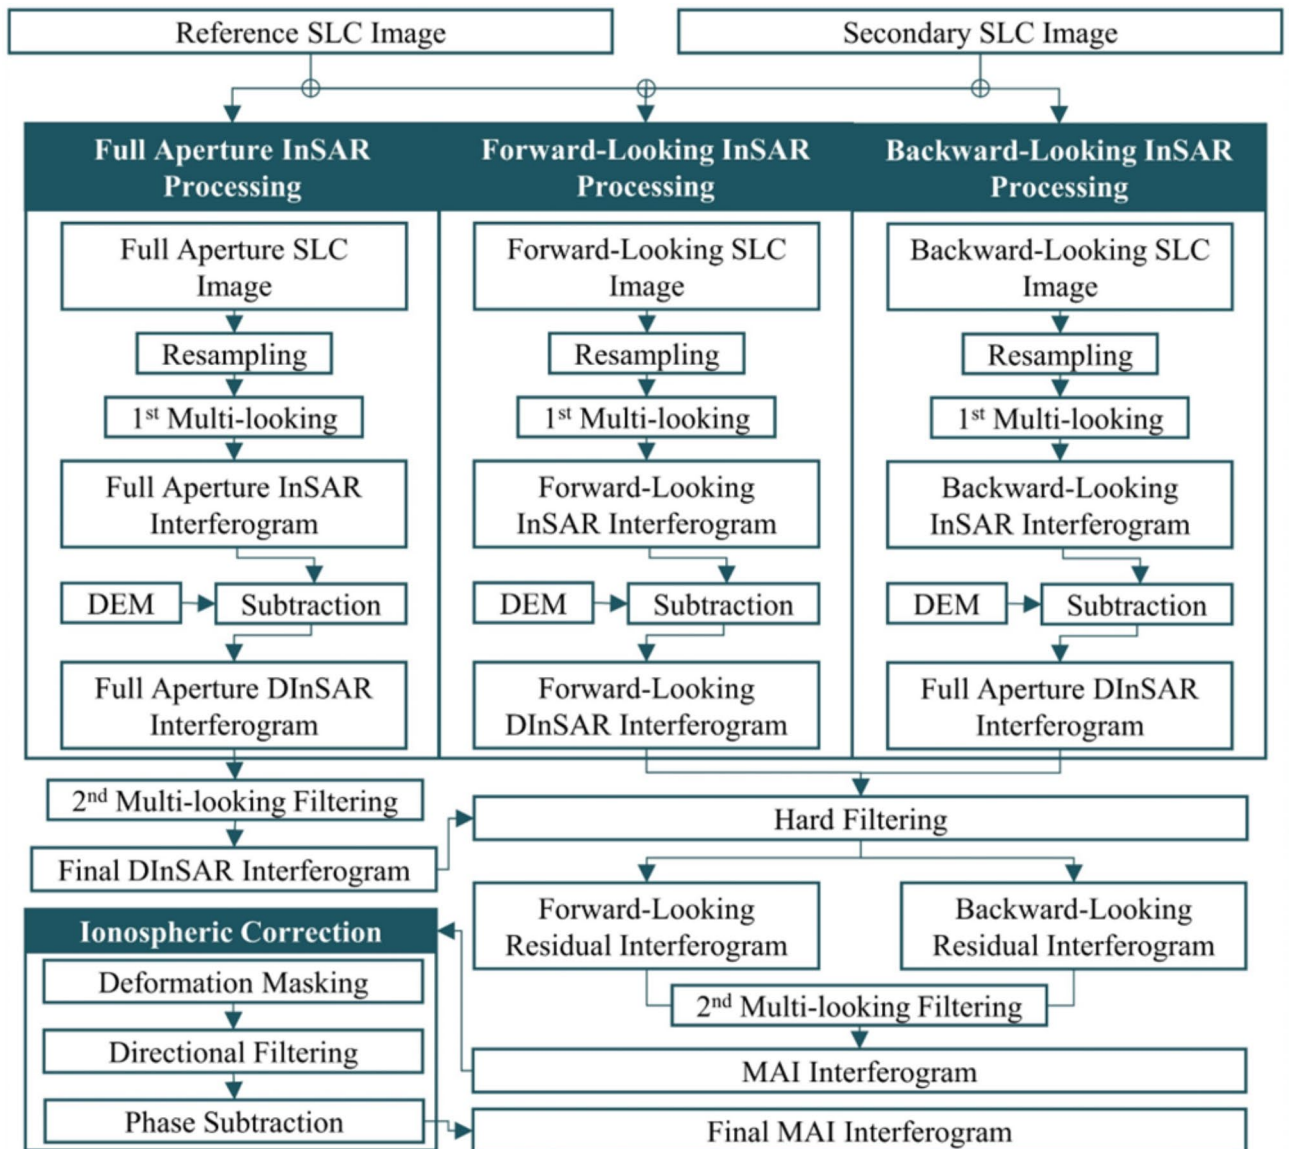 Reference SLC Image
Secondary SLC Image
Full Aperture InSAR
Processing
Full Aperture SLC
Image
Resampling
1st Multi-looking
Full Aperture InSAR
Interferogram
DEM
Subtraction
Full Aperture DInSAR
Interferogram
Forward-Looking InSAR
Processing
Forward-Looking SLC
Image
Resampling
1st Multi-looking
Forward-Looking
InSAR Interferogram
DEM
Subtraction
Forward-Looking
DInSAR Interferogram
Backward-Looking InSAR
Processing
Backward-Looking SLC
Image
Resampling
1st Multi-looking
Backward-Looking
InSAR Interferogram
DEM
Subtraction
Full Aperture DInSAR
Interferogram
2nd Multi-looking Filtering
Final DInSAR Interferogram
Hard Filtering
Forward-Looking
Residual Interferogram
Backward-Looking
Residual Interferogram
2nd Multi-looking Filtering
MAI Interferogram
Ionospheric Correction
Deformation Masking
Directional Filtering
Phase Subtraction
Final MAI Interferogram